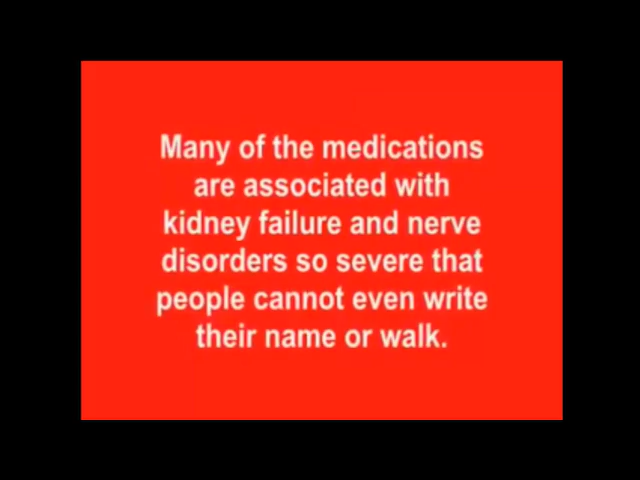 Many of the medications
are associated with
kidney failure and nerve
disorders so severe that
people cannot even write
their name or walk.